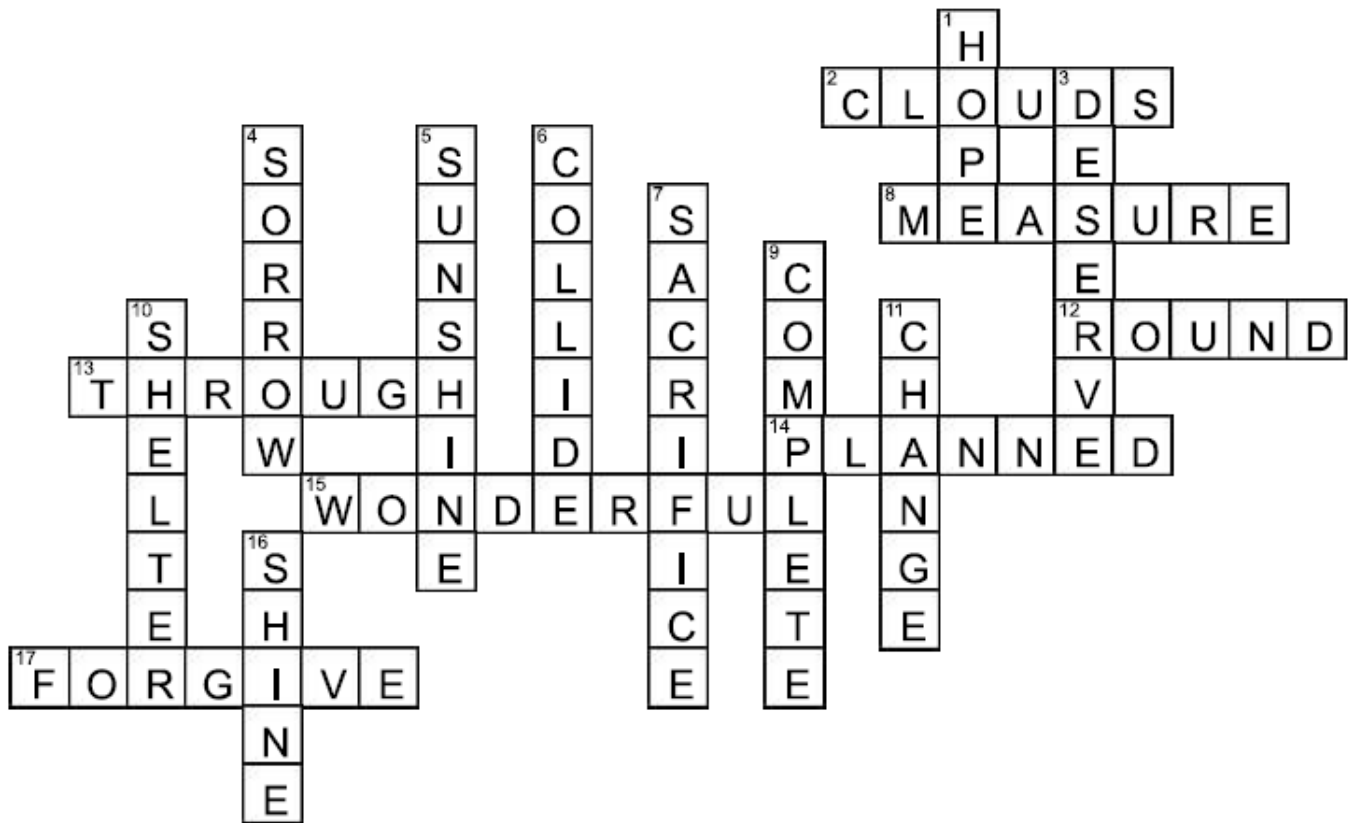 1 HOPE
2 CLOUDS
3 DESERVE
4 SORROW
5 SUNSHINE
6 COLLIDE
7 SACRIFICE
8 MEASURE
9 COMPLETE
10 SHELTER
11 CHANGE
12 ROUND
13 THROUGH
14 PLANNED
15 WONDERFUL
16 SHINE
17 FORGIVE